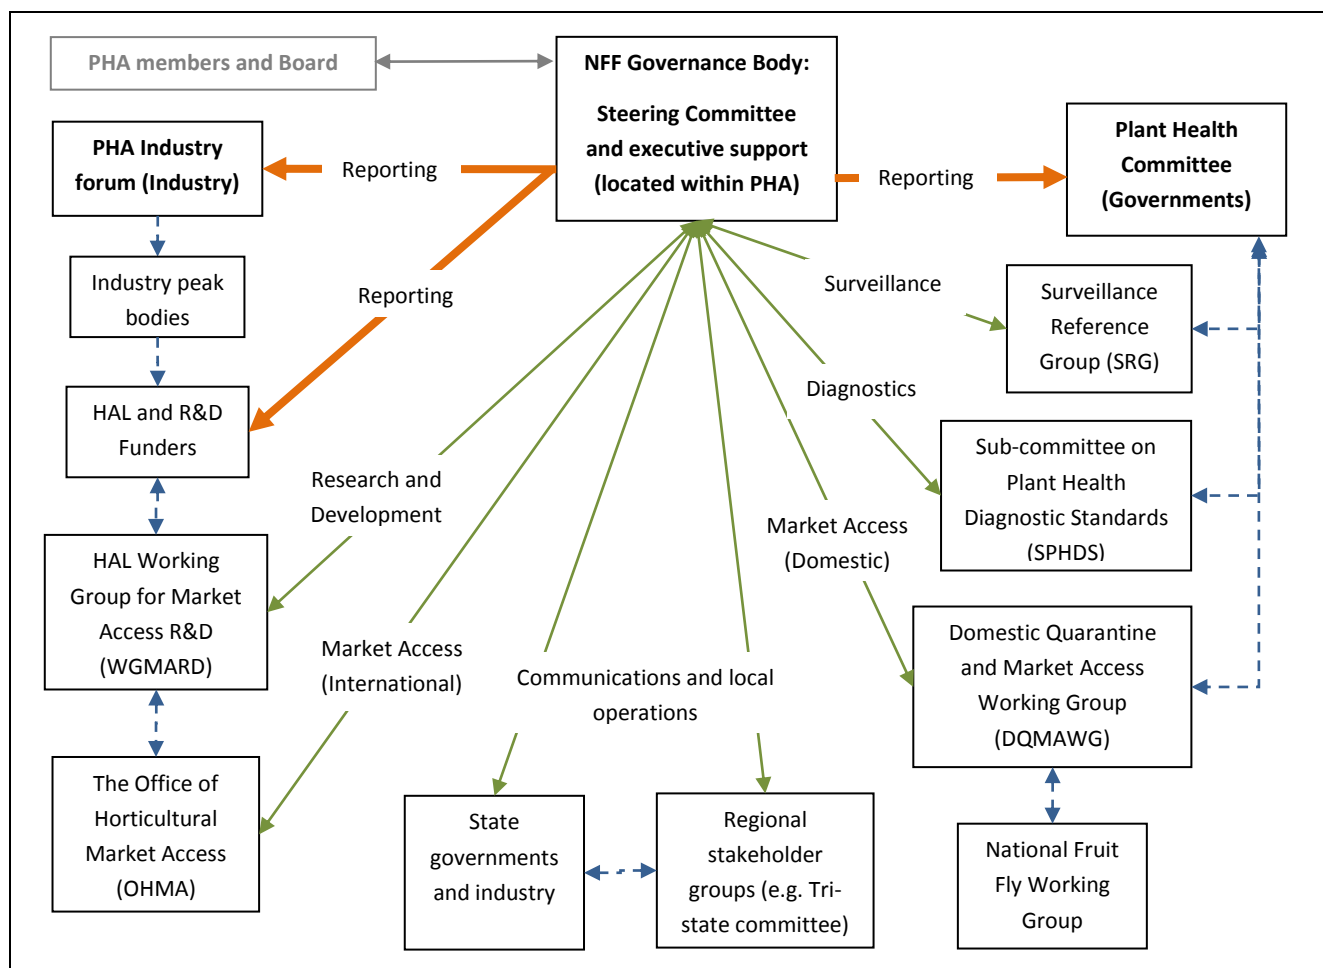 PHA members and Board
NFF Governance Body:
Steering Committee
and executive support
(located within PHA)
Plant Health
Committee
(Governments)
PHA Industry
forum (Industry)
Reporting
Reporting
Reporting
Industry peak
bodies
Surveillance
Surveillance
Reference
Group (SRG)
HAL and R&D
Funders
Diagnostics
Sub-committee on
Plant Health
Diagnostic Standards
(SPHDS)
Research and
Development
Market Access
(Domestic)
HAL Working
Group for Market
Access R&D
(WGMARD)
Market Access
(International)
Communications and local
operations
Domestic Quarantine
and Market Access
Working Group
(DQMAWG)
The Office of
Horticultural
Market Access
(OHMA)
State
governments
and industry
Regional
stakeholder
groups (e.g. Tri-
state committee)
National Fruit
Fly Working
Group